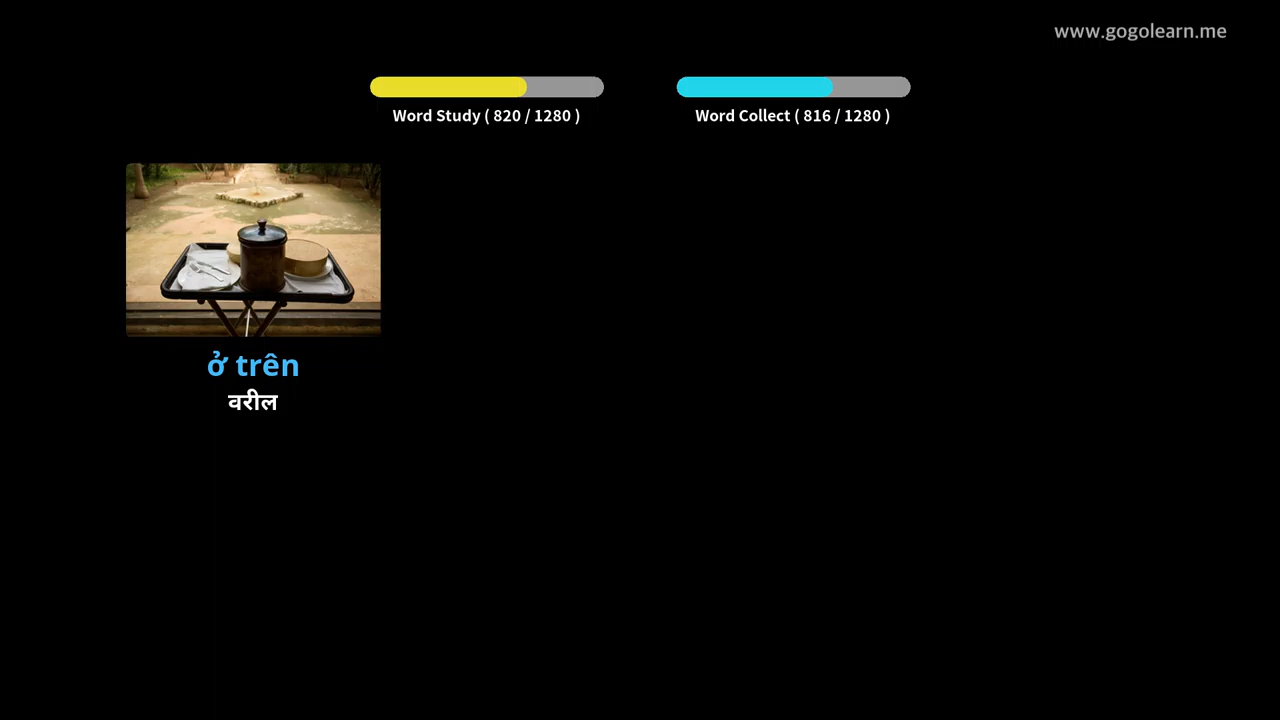 www.gogolearn.me
Word Study ( 820 / 1280 )
Word Collect ( 816 / 1280 )
ở trên
वरील